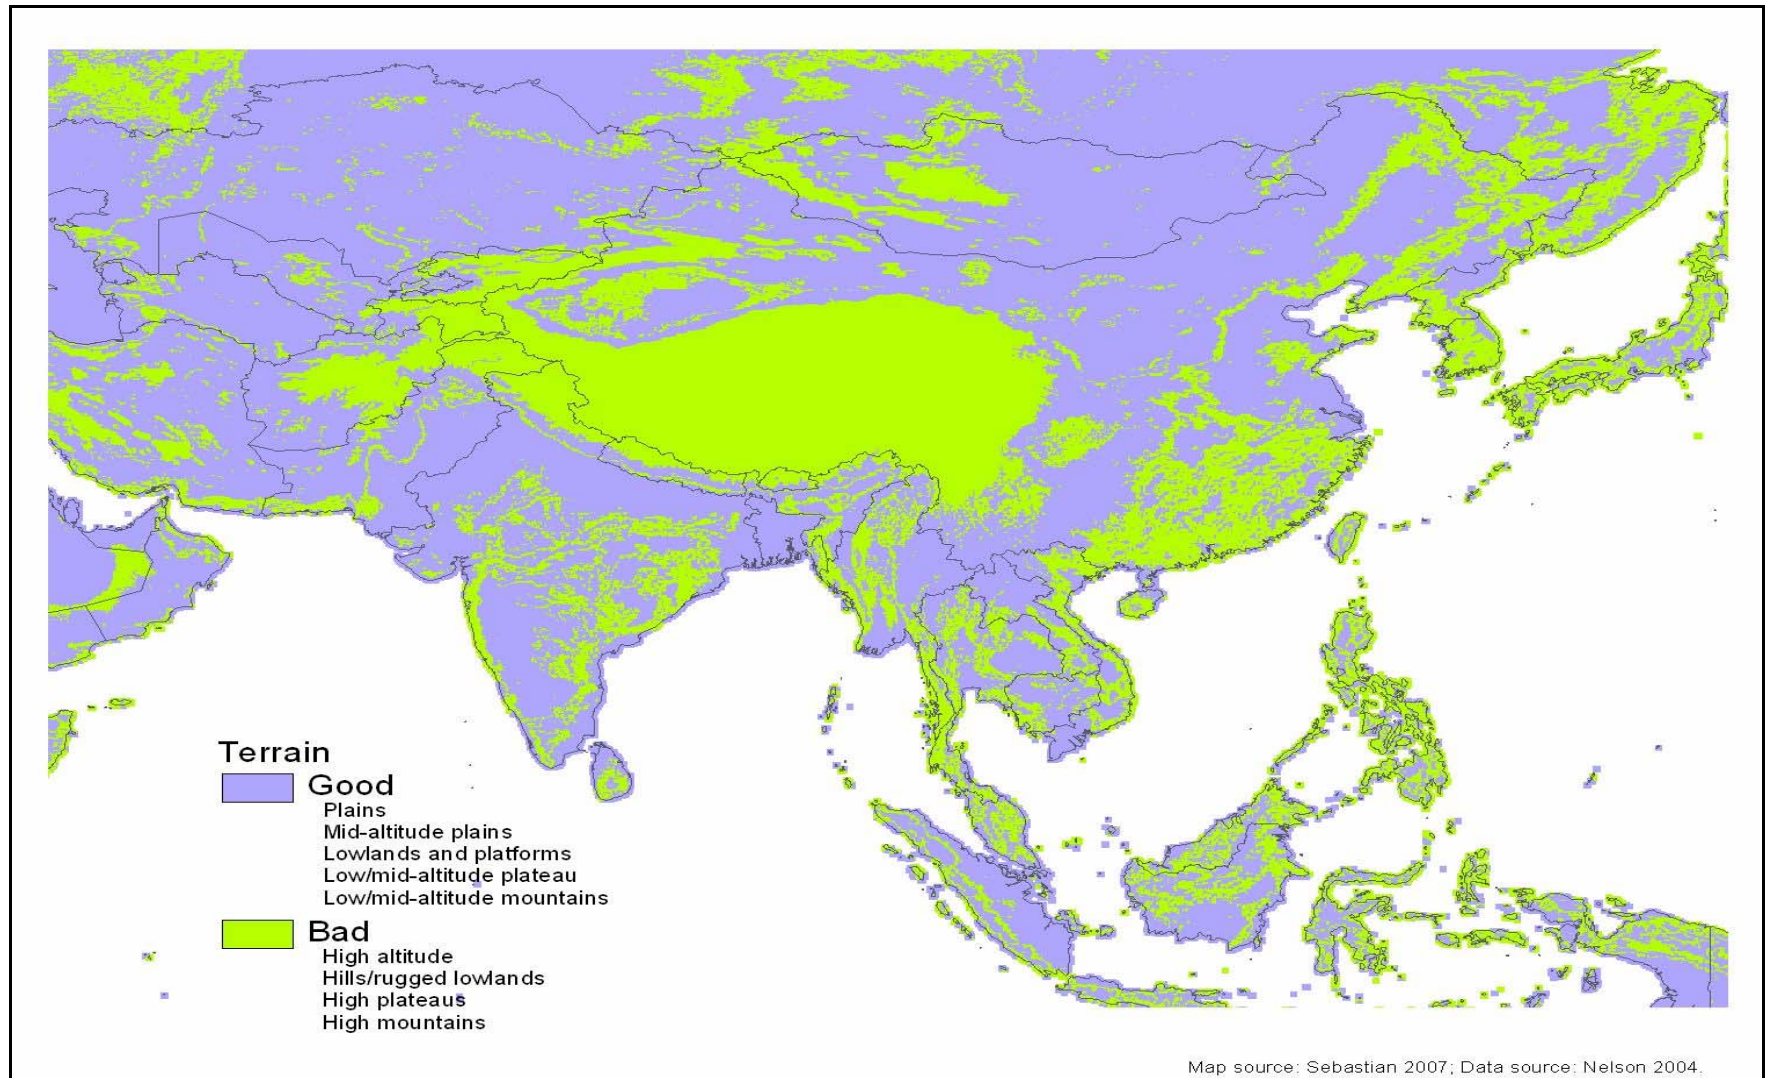 Terrain
Good
Plains
Mid-altitude plains
Lowlands and platforms
Low/mid-altitude plateau
Low/mid-altitude mountains
Bad
High altitude
Hills/rugged lowlands
High plateaus
High mountains
Map source: Sebastian 2007; Data source: Nelson 2004.